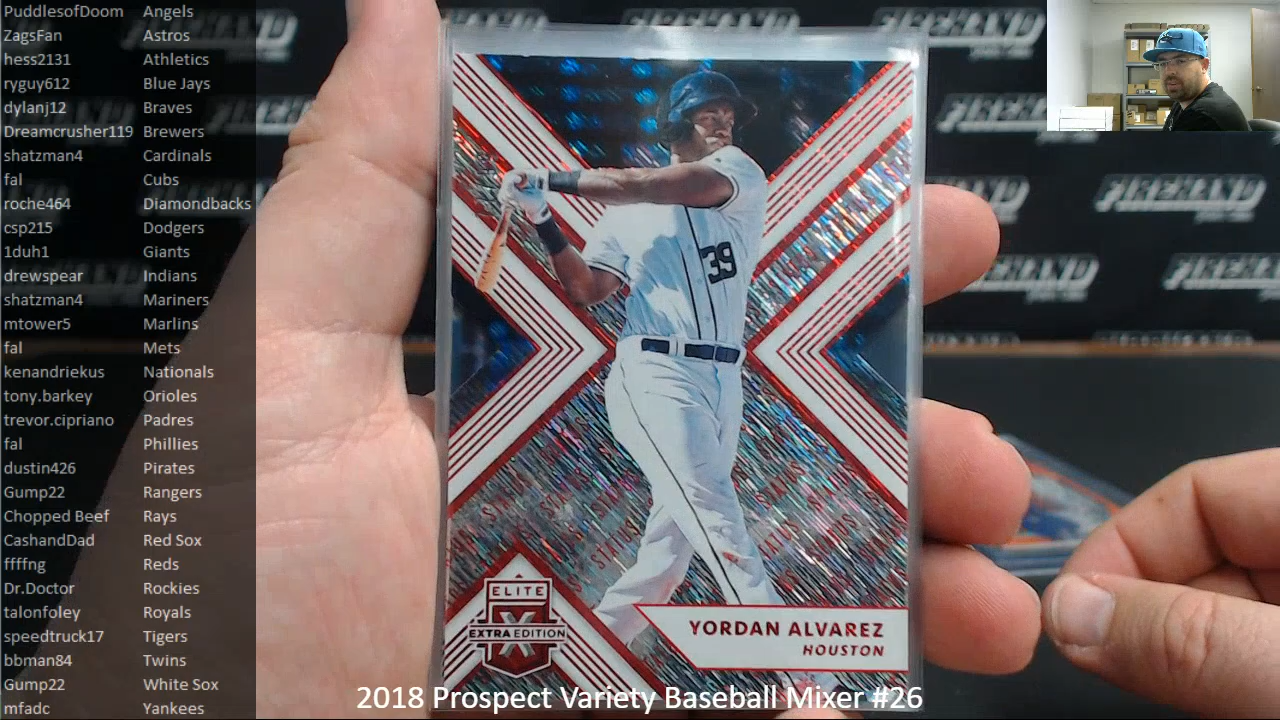 PuddlesofDoom Angels
ZagsFan Astros
hess2131 Athletics
ryguy612 Blue Jays
dylanj12 Braves
Dreamcrusher119 Brewers
shatzman4 Cardinals
fal Cubs
roche464 Diamondbacks
csp215 Dodgers
1duh1 Giants
drewspear Indians
shatzman4 Mariners
mtower5 Marlins
fal Mets
kenandriekus Nationals
tony.barkey Orioles
trevor.cipriano Padres
fal Phillies
dustin426 Pirates
Gump22 Rangers
Chopped Beef Rays
CashandDad Red Sox
ffffng Reds
Dr.Doctor Rockies
talonfoley Royals
speedtruck17 Tigers
bbman84 Twins
Gump22 White Sox
mfadc Yankees
FIREHAND
39
ELITE
X
EXTRA EDITION
YORDAN ALVAREZ
HOUSTON
2018 Prospect Variety Baseball Mixer #26